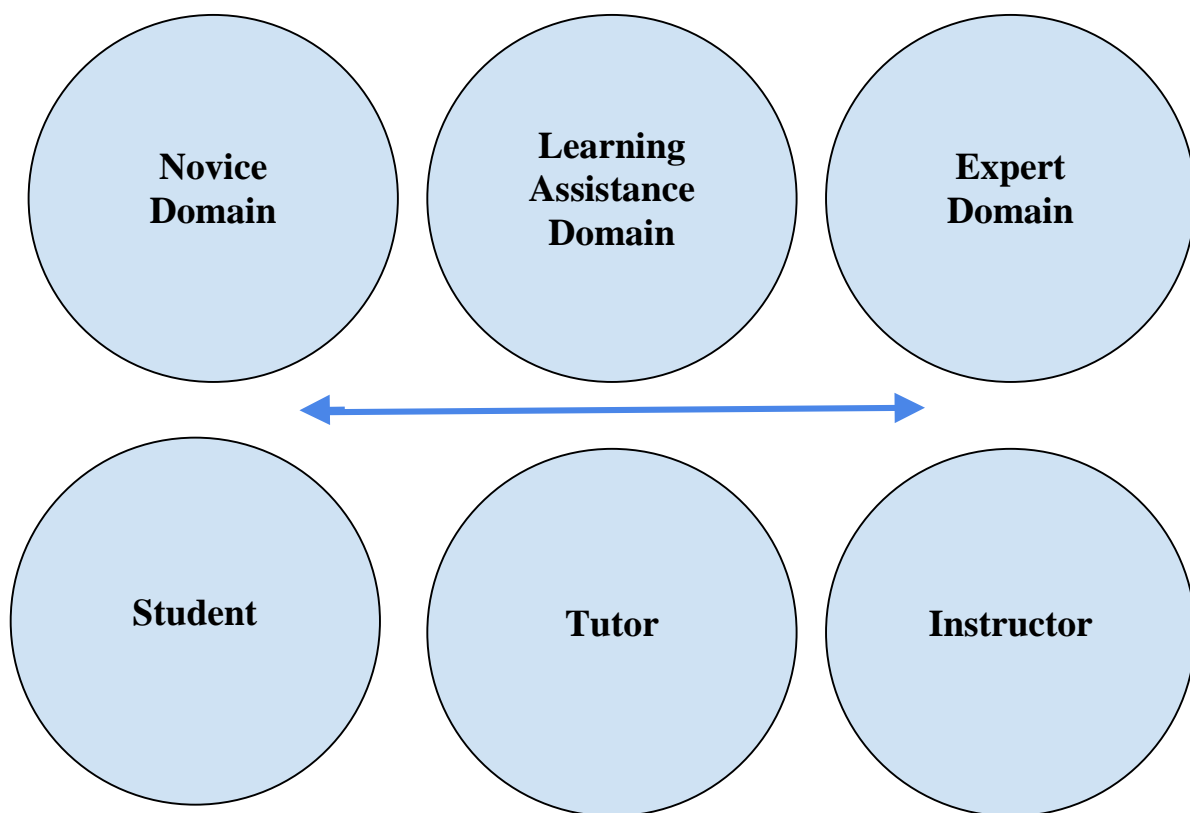 Novice
Domain
Learning
Assistance
Domain
Expert
Domain
Student
Tutor
Instructor